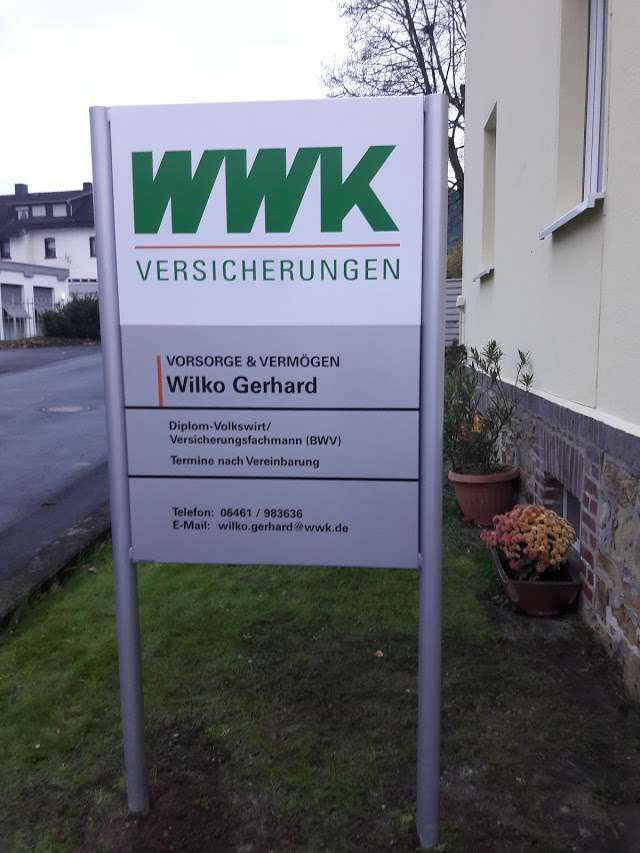 WWK
VERSICHERUNGEN
VORSORGE & VERMÖGEN
Wilko Gerhard
Diplom-Volkswirt/
Versicherungsfachmann (BWV)
Termine nach Vereinbarung
Telefon: 06461 / 983636
E-Mail: wilko.gerhard@wwk.de